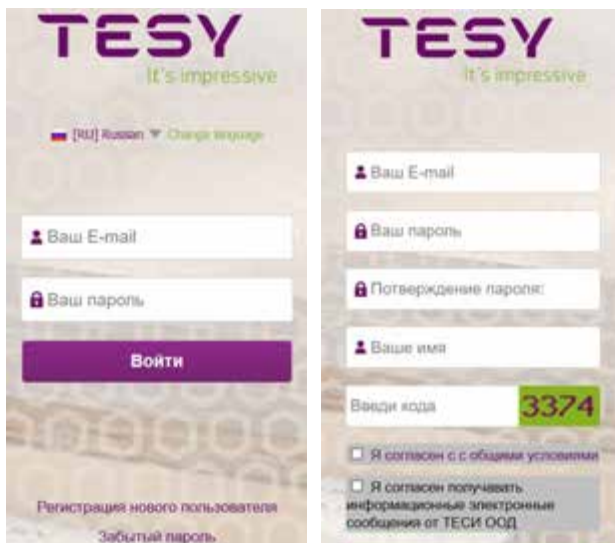 TESY
It's impressive
[RU] Russian Change language
Ваш E-mail
Ваш пароль
Войти
Регистрация нового пользователя
Забытый пароль
TESY
It's impressive
Ваш E-mail
Ваш пароль
Потверждение пароля:
Ваше имя
Введи кода 3374
Я согласен с с общими условиями
Я согласен получавать
информационные электронные
сообщения от ТЕСИ ООД